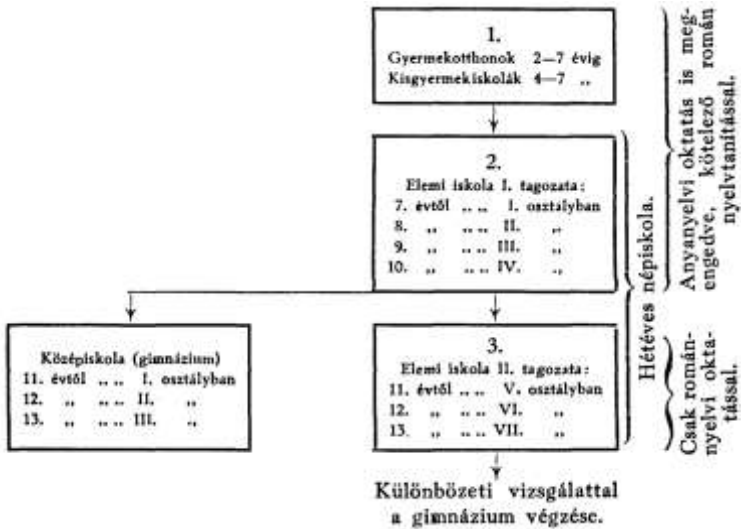 1.
Gyermekotthonok 2—7 évig
Kisgyermekiskolák 4—7 „
2.
Elemi iskola I. tagozata:
7. évtől .. .. I. osztályban
8. „ .. .. II. „
9. „ .. .. III. „
10. „ .. .. IV. „
Középiskola (gimnázium)
11. évtől .. .. I. osztályban
12. „ .. .. II. „
13. „ .. .. III. „
3.
Elemi iskola II. tagozata:
11. évtől .. .. V. osztályban
12. „ .. .. VI. „
13. „ .. .. VII. „
Különbözeti vizsgálattal
a gimnázium végzése.
Hétéves népiskola.
Anyanyelvi oktatás is meg-
engedve, kötelező román
nyelvtanítással.
Csak román-
nyelvi okta-
tással.